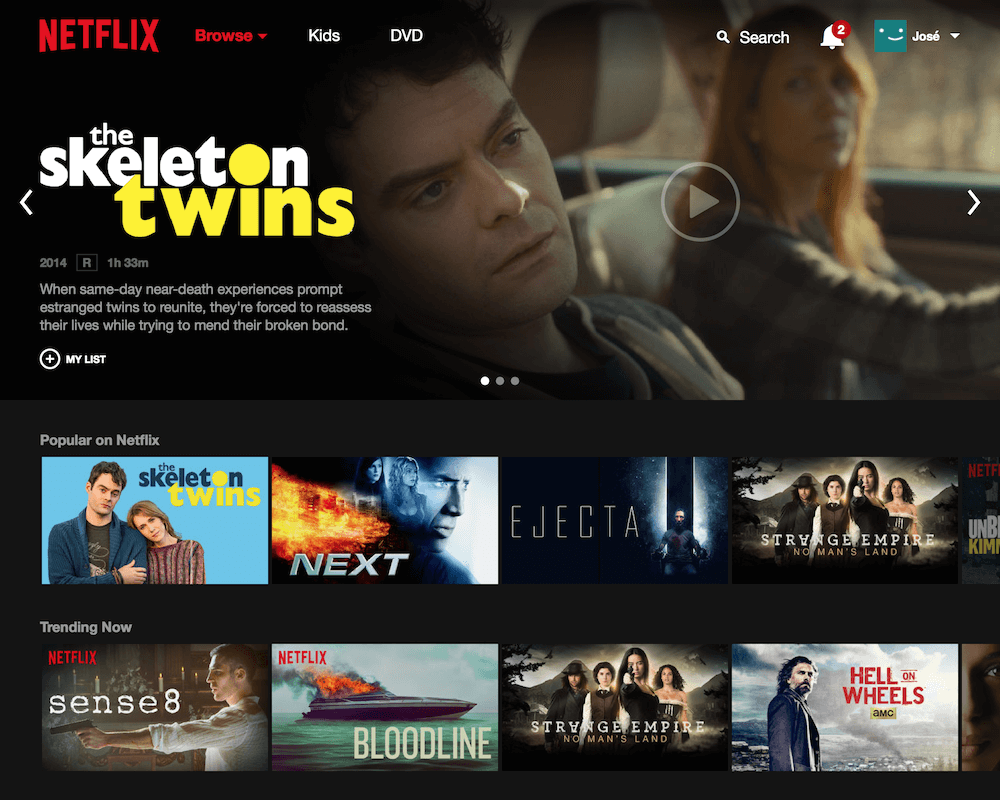 NETFLIX
Browse
Kids
DVD
Search
2
José
the
skeleton
twins
2014 R 1h 33m
When same-day near-death experiences prompt
estranged twins to reunite, they're forced to reassess
their lives while trying to mend their broken bond.
MY LIST
Popular on Netflix
the
skeleton
twins
NEXT
EJECTA
STRANGE EMPIRE
NO MAN'S LAND
Trending Now
NETFLIX
sense8
NETFLIX
BLOODLINE
STRANGE EMPIRE
NO MAN'S LAND
HELL ON
WHEELS
amc